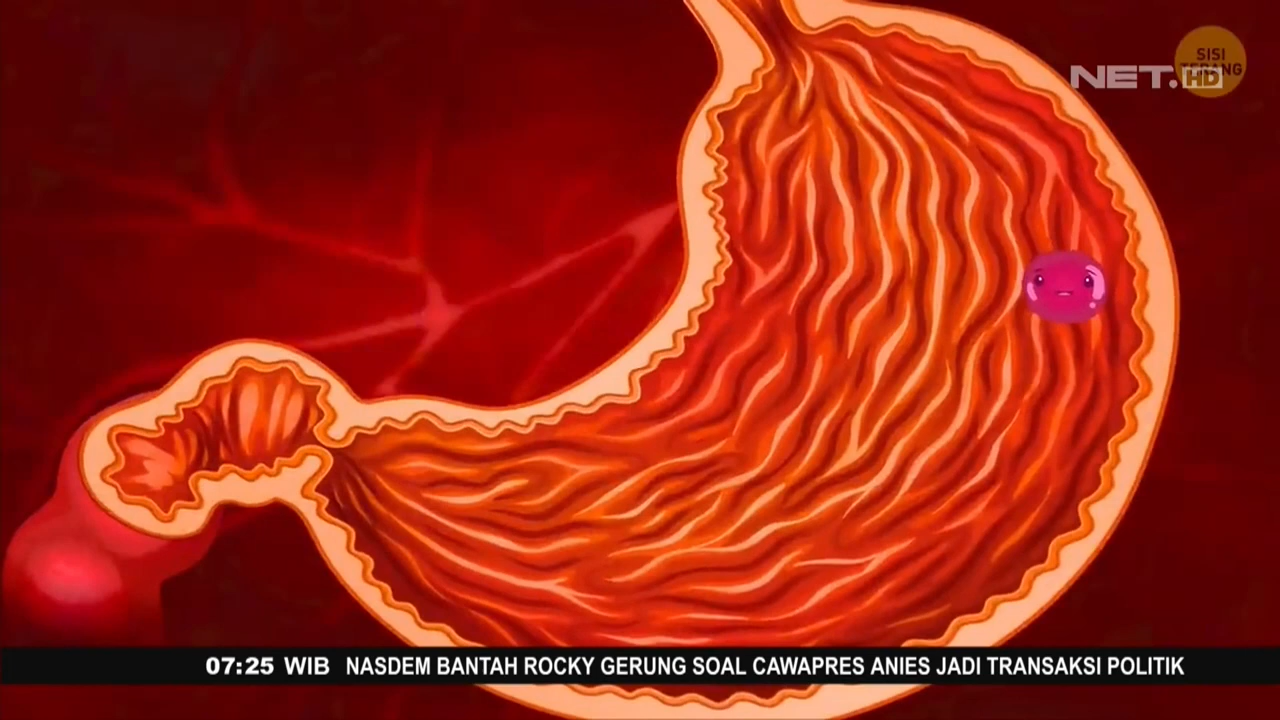 SISI
TERANG
NET.HD
07:25 WIB NASDEM BANTAH ROCKY GERUNG SOAL CAWAPRES ANIES JADI TRANSAKSI POLITIK